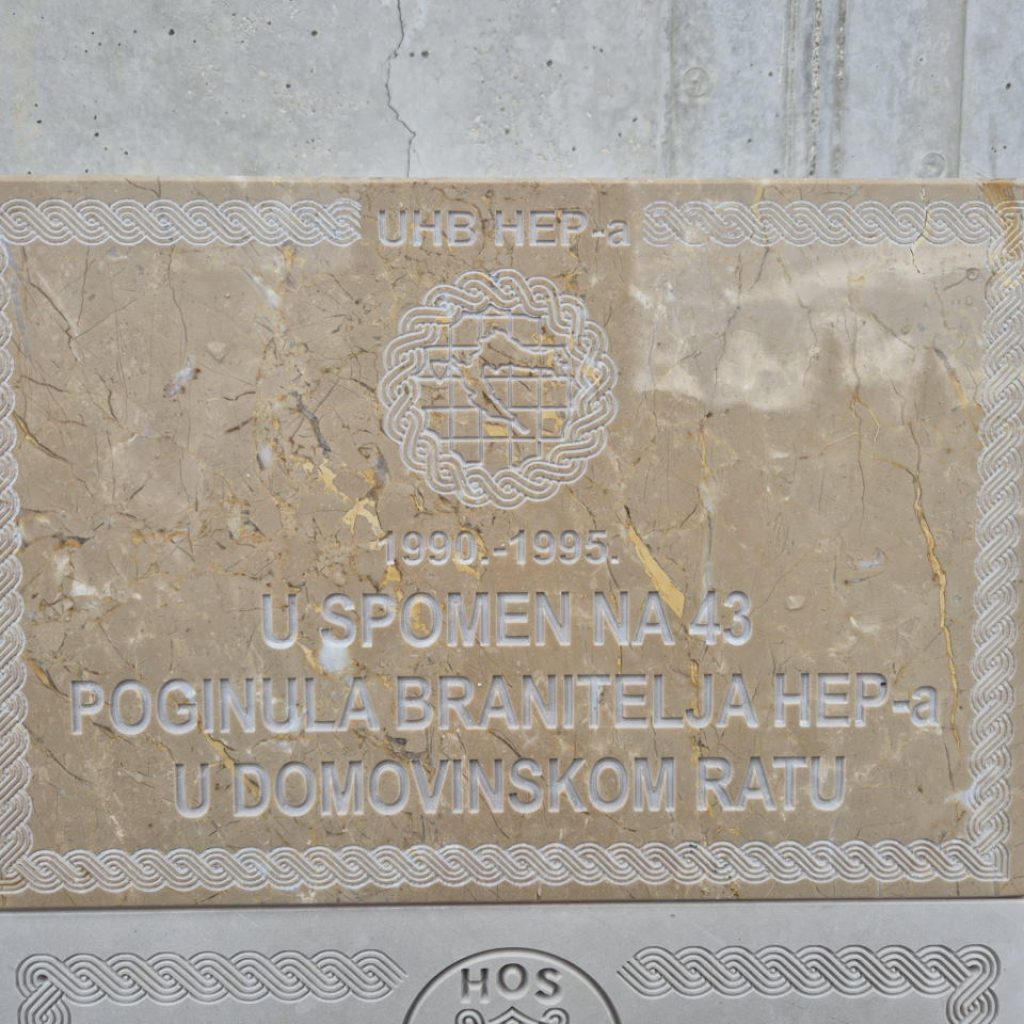 UHB HEP-a
1990.-1995.
U SPOMEN NA 43
POGINULA BRANITELJA HEP-a
U DOMOVINSKOM RATU
HOS